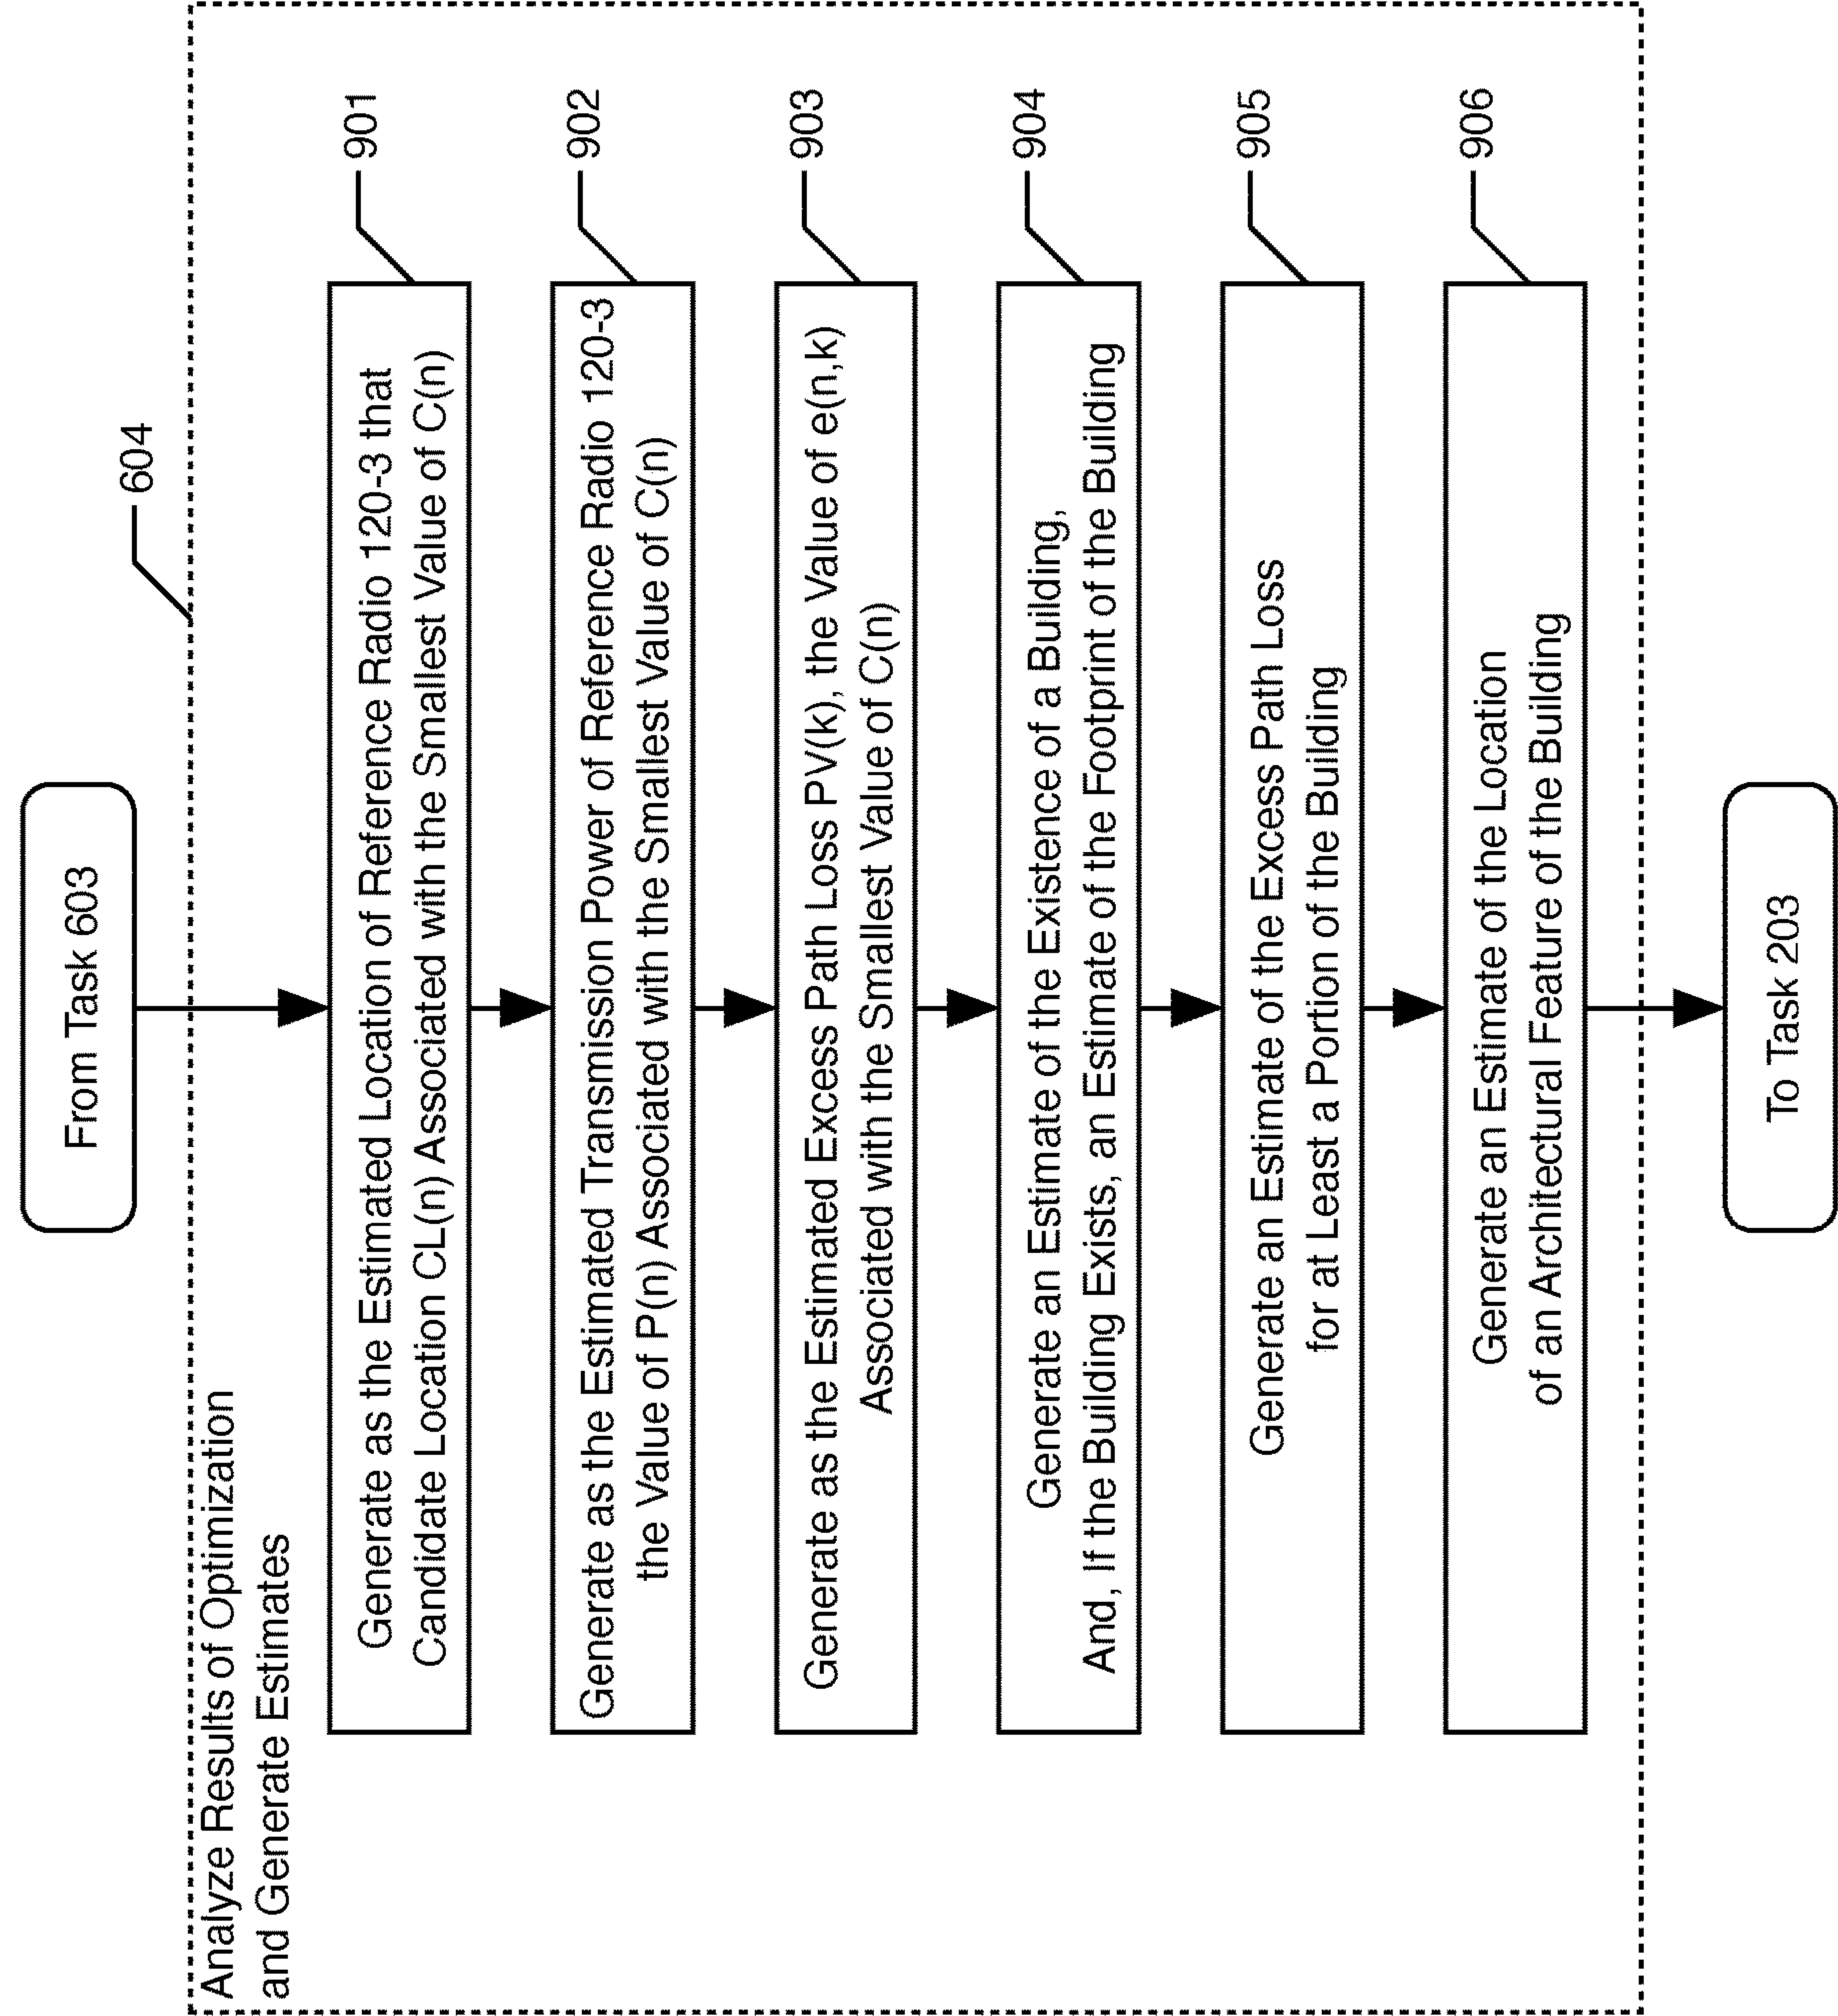 From Task 603
604
Analyze Results of Optimization
and Generate Estimates
901
Generate as the Estimated Location of Reference Radio 120-3 that
Candidate Location CL(n) Associated with the Smallest Value of C(n)
902
Generate as the Estimated Transmission Power of Reference Radio 120-3
the Value of P(n) Associated with the Smallest Value of C(n)
903
Generate as the Estimated Excess Path Loss PV(k), the Value of e(n,k)
Associated with the Smallest Value of C(n)
904
Generate an Estimate of the Existence of a Building,
And, If the Building Exists, an Estimate of the Footprint of the Building
905
Generate an Estimate of the Excess Path Loss
for at Least a Portion of the Building
906
Generate an Estimate of the Location
of an Architectural Feature of the Building
To Task 203